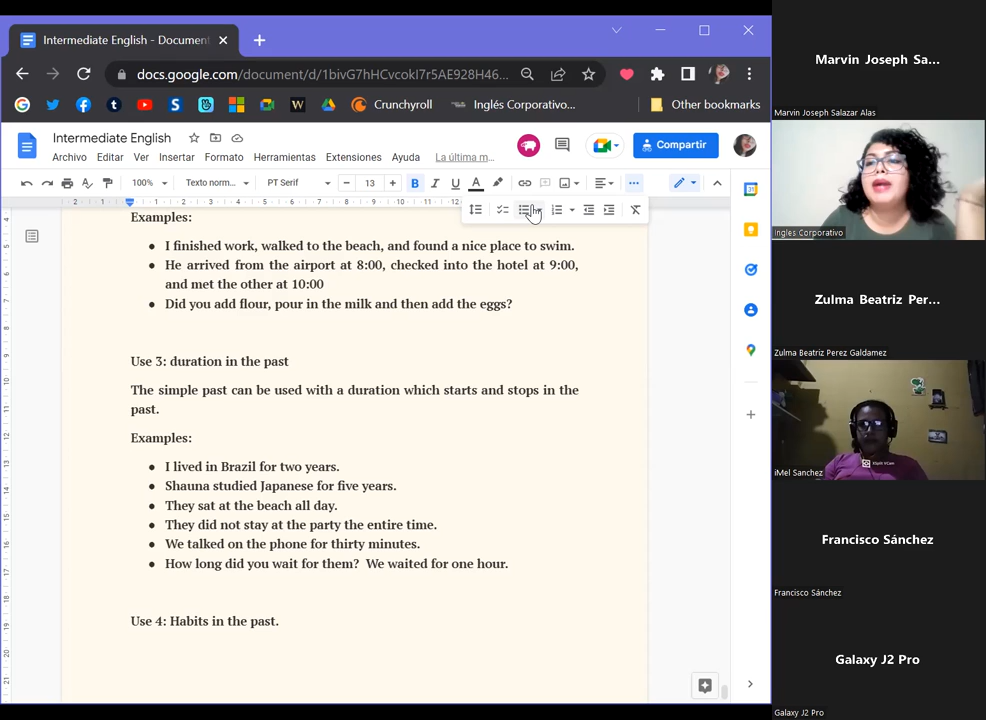 Intermediate English - Document
docs.google.com/document/d/1bivG7hHCvcokI7r5AE928H46...
Crunchyroll
Inglés Corporativo...
Other bookmarks
Intermediate English
Archivo Editar Ver Insertar Formato Herramientas Extensiones Ayuda La última m...
Compartir
100% Texto norm... PT Serif 13
Examples:
I finished work, walked to the beach, and found a nice place to swim.
He arrived from the airport at 8:00, checked into the hotel at 9:00,
and met the other at 10:00
Did you add flour, pour in the milk and then add the eggs?
Use 3: duration in the past
The simple past can be used with a duration which starts and stops in the
past.
Examples:
I lived in Brazil for two years.
Shauna studied Japanese for five years.
They sat at the beach all day.
They did not stay at the party the entire time.
We talked on the phone for thirty minutes.
How long did you wait for them? We waited for one hour.
Use 4: Habits in the past.
Marvin Joseph Sa...
Marvin Joseph Salazar Alas
Ingles Corporativo
Zulma Beatriz Per...
Zulma Beatriz Perez Galdamez
iMel Sanchez
XSplit VCam
Francisco Sánchez
Francisco Sánchez
Galaxy J2 Pro
Galaxy J2 Pro